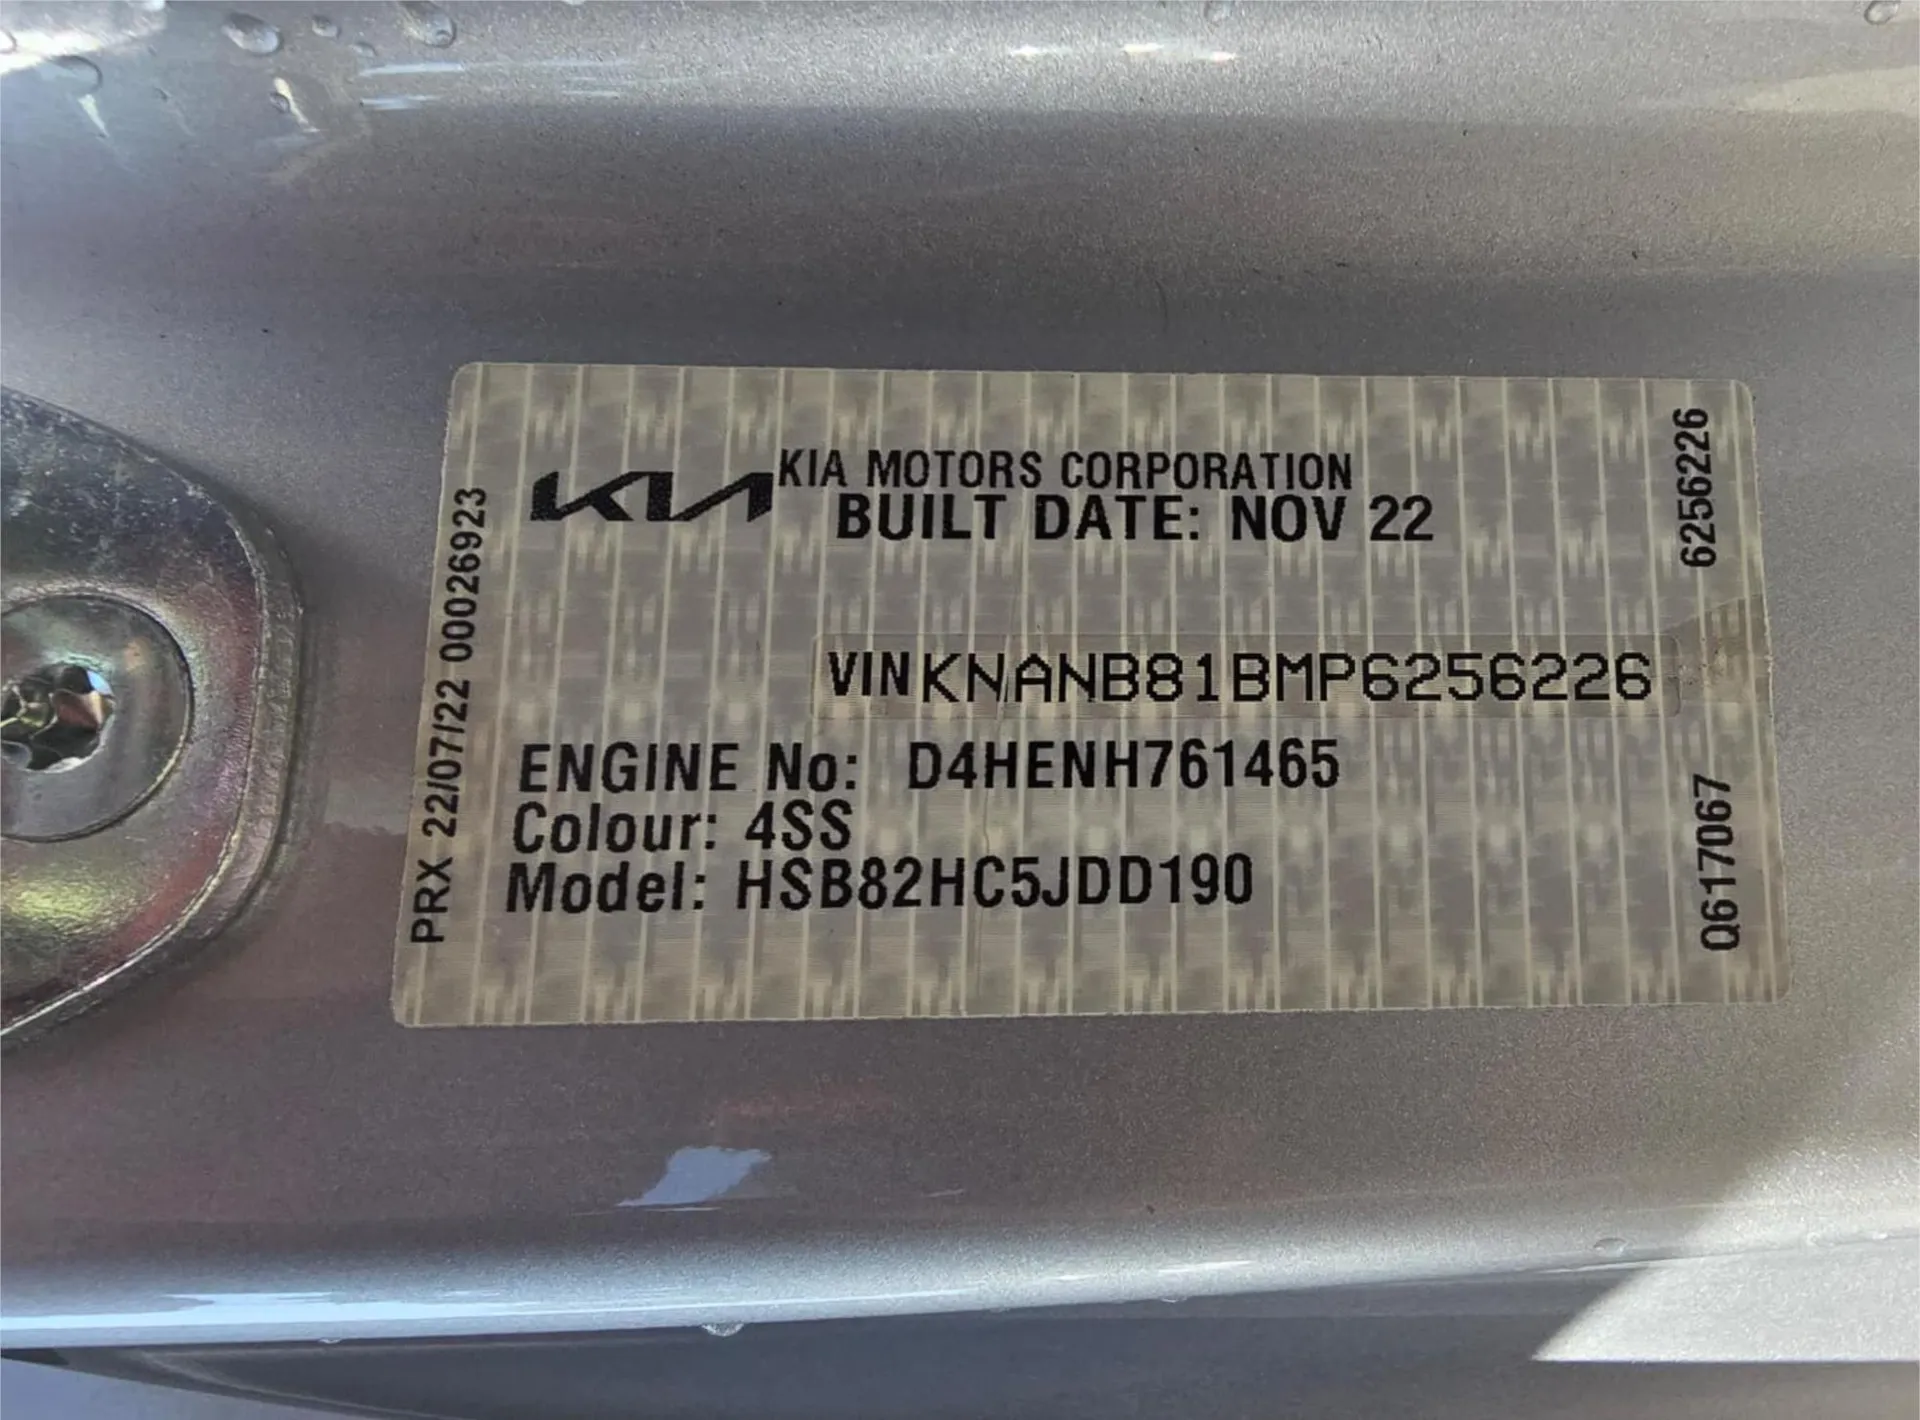 KIA KIA MOTORS CORPORATION
BUILT DATE: NOV 22
VIN KNANB81BMP6256226
ENGINE No: D4HENH761465
Colour: 4SS
Model: HSB82HC5JDD190
PRX 22/07/22 00026923
6256226
Q617067